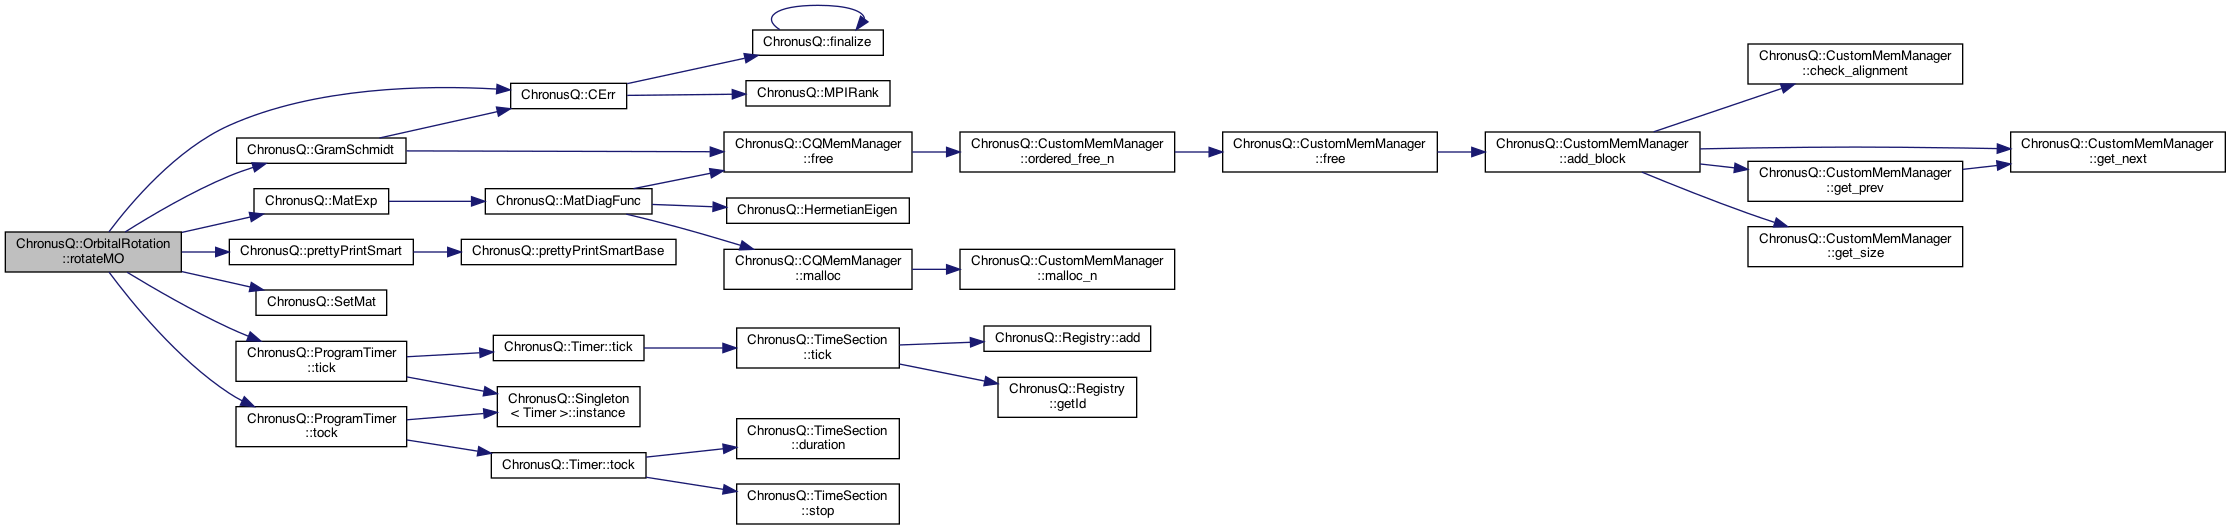 ChronusQ::OrbitalRotation
::rotateMO
ChronusQ::GramSchmidt
ChronusQ::MatExp
ChronusQ::prettyPrintSmart
ChronusQ::SetMat
ChronusQ::ProgramTimer
::tick
ChronusQ::ProgramTimer
::tock
ChronusQ::CErr
ChronusQ::MatDiagFunc
ChronusQ::prettyPrintSmartBase
ChronusQ::Timer::tick
ChronusQ::Singleton
< Timer >::instance
ChronusQ::Timer::tock
ChronusQ::finalize
ChronusQ::MPIRank
ChronusQ::CQMemManager
::free
ChronusQ::HermetianEigen
ChronusQ::CQMemManager
::malloc
ChronusQ::TimeSection
::tick
ChronusQ::TimeSection
::duration
ChronusQ::TimeSection
::stop
ChronusQ::CustomMemManager
::ordered_free_n
ChronusQ::CustomMemManager
::malloc_n
ChronusQ::Registry::add
ChronusQ::Registry
::getId
ChronusQ::CustomMemManager
::free
ChronusQ::CustomMemManager
::add_block
ChronusQ::CustomMemManager
::check_alignment
ChronusQ::CustomMemManager
::get_prev
ChronusQ::CustomMemManager
::get_size
ChronusQ::CustomMemManager
::get_next